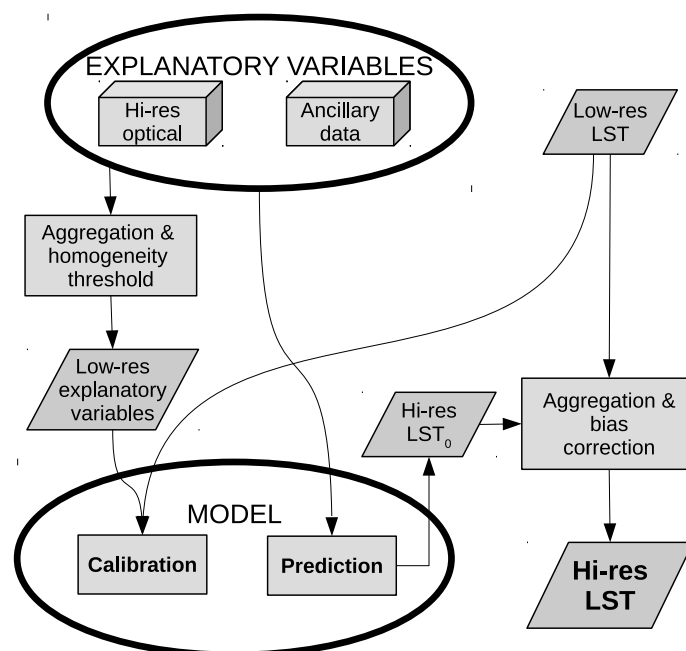 EXPLANATORY VARIABLES
Hi-res
optical
Ancillary
data
Low-res
LST
Aggregation &
homogeneity
threshold
Low-res
explanatory
variables
Hi-res
LST₀
Aggregation &
bias
correction
MODEL
Calibration
Prediction
Hi-res
LST